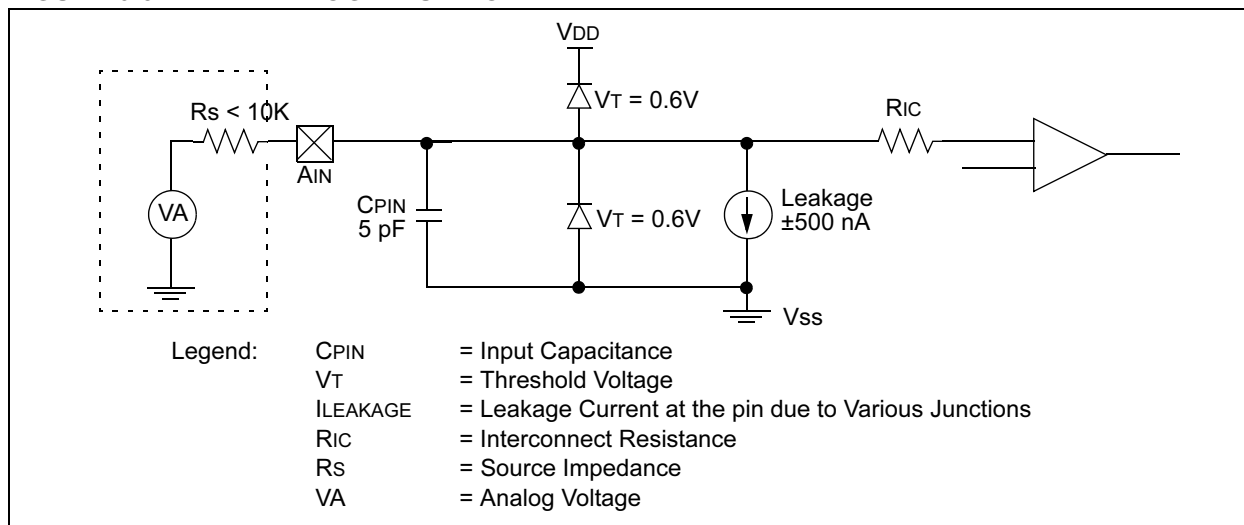 VDD
Rs < 10K
VT = 0.6V
RIC
AIN
VA
CPIN
5 pF
VT = 0.6V
Leakage
±500 nA
Vss
Legend: CPIN = Input Capacitance
VT = Threshold Voltage
ILEAKAGE = Leakage Current at the pin due to Various Junctions
RIC = Interconnect Resistance
RS = Source Impedance
VA = Analog Voltage